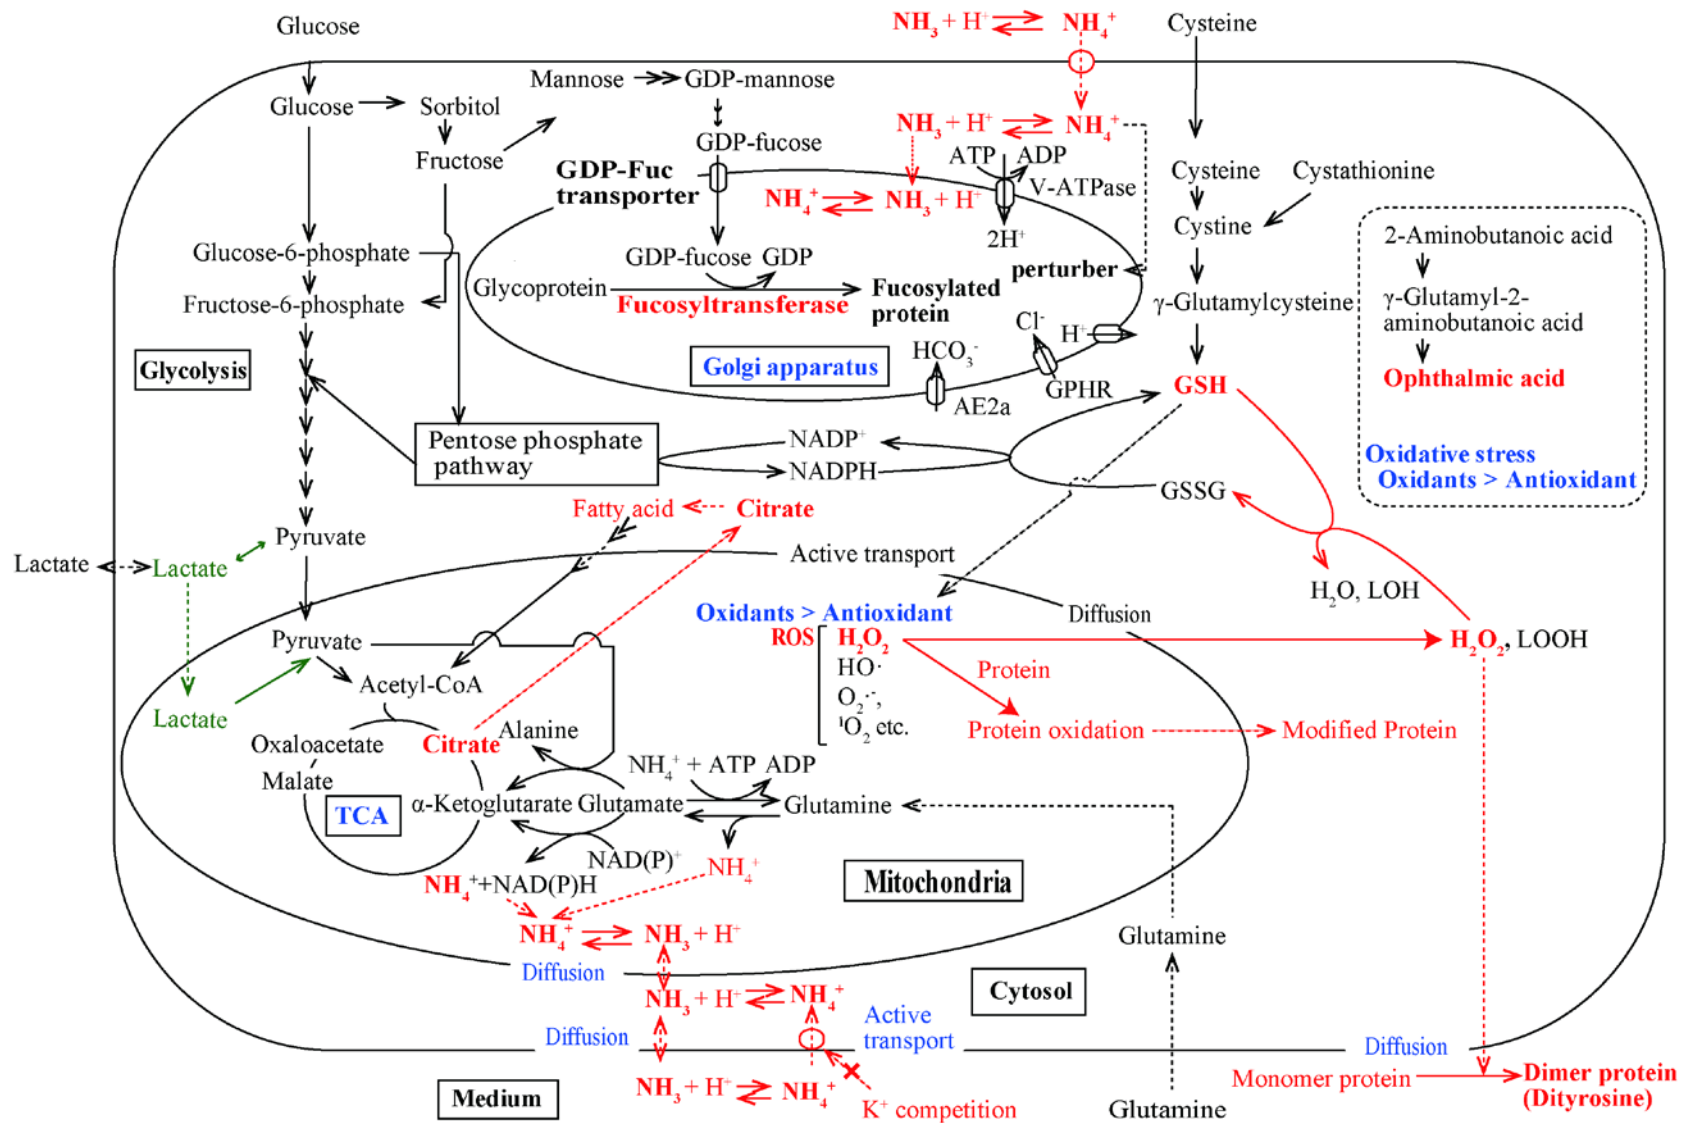 Glucose
NH₃ + H⁺ NH₄⁺
Cysteine
Mannose GDP-mannose
Glucose Sorbitol
NH₃ + H⁺ NH₄⁺
Fructose
GDP-fucose
ATP ADP
GDP-Fuc
transporter
V-ATPase
NH₄⁺ NH₃ + H⁺
2H⁺
Cysteine Cystathionine
Cystine
2-Aminobutanoic acid
γ-Glutamyl-2-
aminobutanoic acid
Ophthalmic acid
Oxidative stress
Oxidants > Antioxidant
Glucose-6-phosphate
Fructose-6-phosphate
GDP-fucose GDP
Glycoprotein
Fucosyltransferase
Fucosylated
protein
perturber
γ-Glutamylcysteine
Cl⁻
H⁺
HCO₃⁻
GPHR
AE2a
Golgi apparatus
Glycolysis
GSH
Pentose phosphate
pathway
NADP⁺
NADPH
GSSG
Fatty acid Citrate
Pyruvate
Lactate Lactate
Active transport
H₂O, LOH
Oxidants > Antioxidant
Diffusion
Pyruvate
ROS H₂O₂
HO·
O₂·⁻,
¹O₂ etc.
H₂O₂, LOOH
Protein
Protein oxidation Modified Protein
Acetyl-CoA
Lactate
Oxaloacetate
Citrate
Alanine
Malate
NH₄⁺ + ATP ADP
TCA
α-Ketoglutarate Glutamate Glutamine
NAD(P)⁺
NH₄⁺
NH₄⁺+NAD(P)H
Mitochondria
NH₄⁺ NH₃ + H⁺
Glutamine
Diffusion
Cytosol
NH₃ + H⁺ NH₄⁺
Diffusion
Active
transport
Diffusion
Medium
NH₃ + H⁺ NH₄⁺
K⁺ competition
Glutamine
Monomer protein
Dimer protein
(Dityrosine)